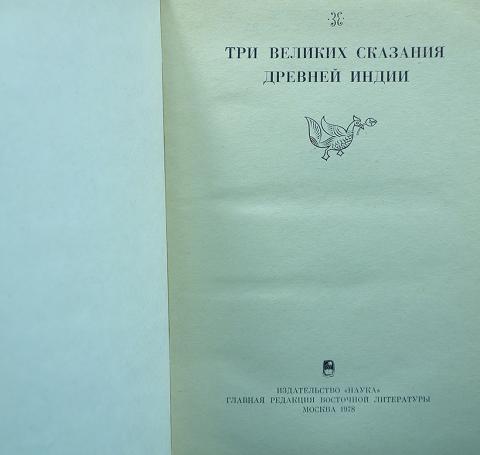 ТРИ ВЕЛИКИХ СКАЗАНИЯ
ДРЕВНЕЙ ИНДИИ
ИЗДАТЕЛЬСТВО «НАУКА»
ГЛАВНАЯ РЕДАКЦИЯ ВОСТОЧНОЙ ЛИТЕРАТУРЫ
МОСКВА 1978